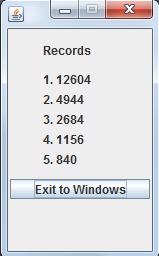 Records
1. 12604
2. 4944
3. 2684
4. 1156
5. 840
Exit to Windows